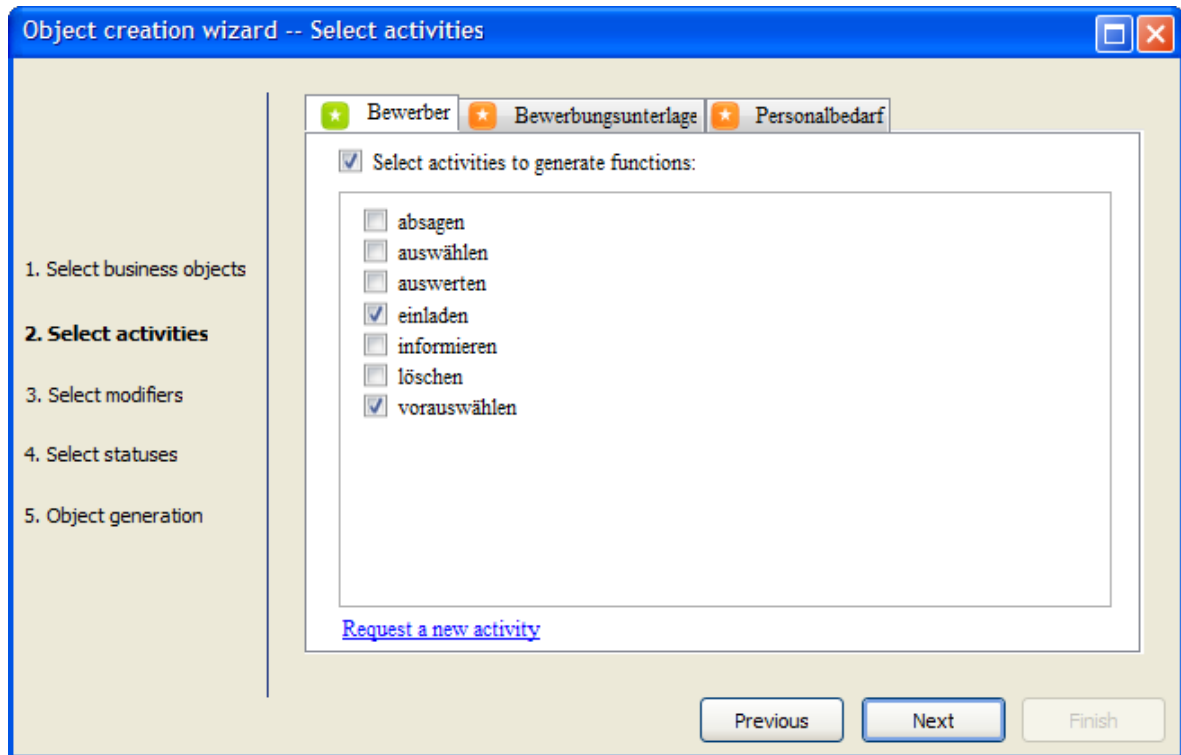 Object creation wizard -- Select activities
Bewerber
Bewerbungsunterlage
Personalbedarf
Select activities to generate functions:
absagen
auswählen
auswerten
einladen
informieren
löschen
vorauswählen
Request a new activity
1. Select business objects
2. Select activities
3. Select modifiers
4. Select statuses
5. Object generation
Previous
Next
Finish